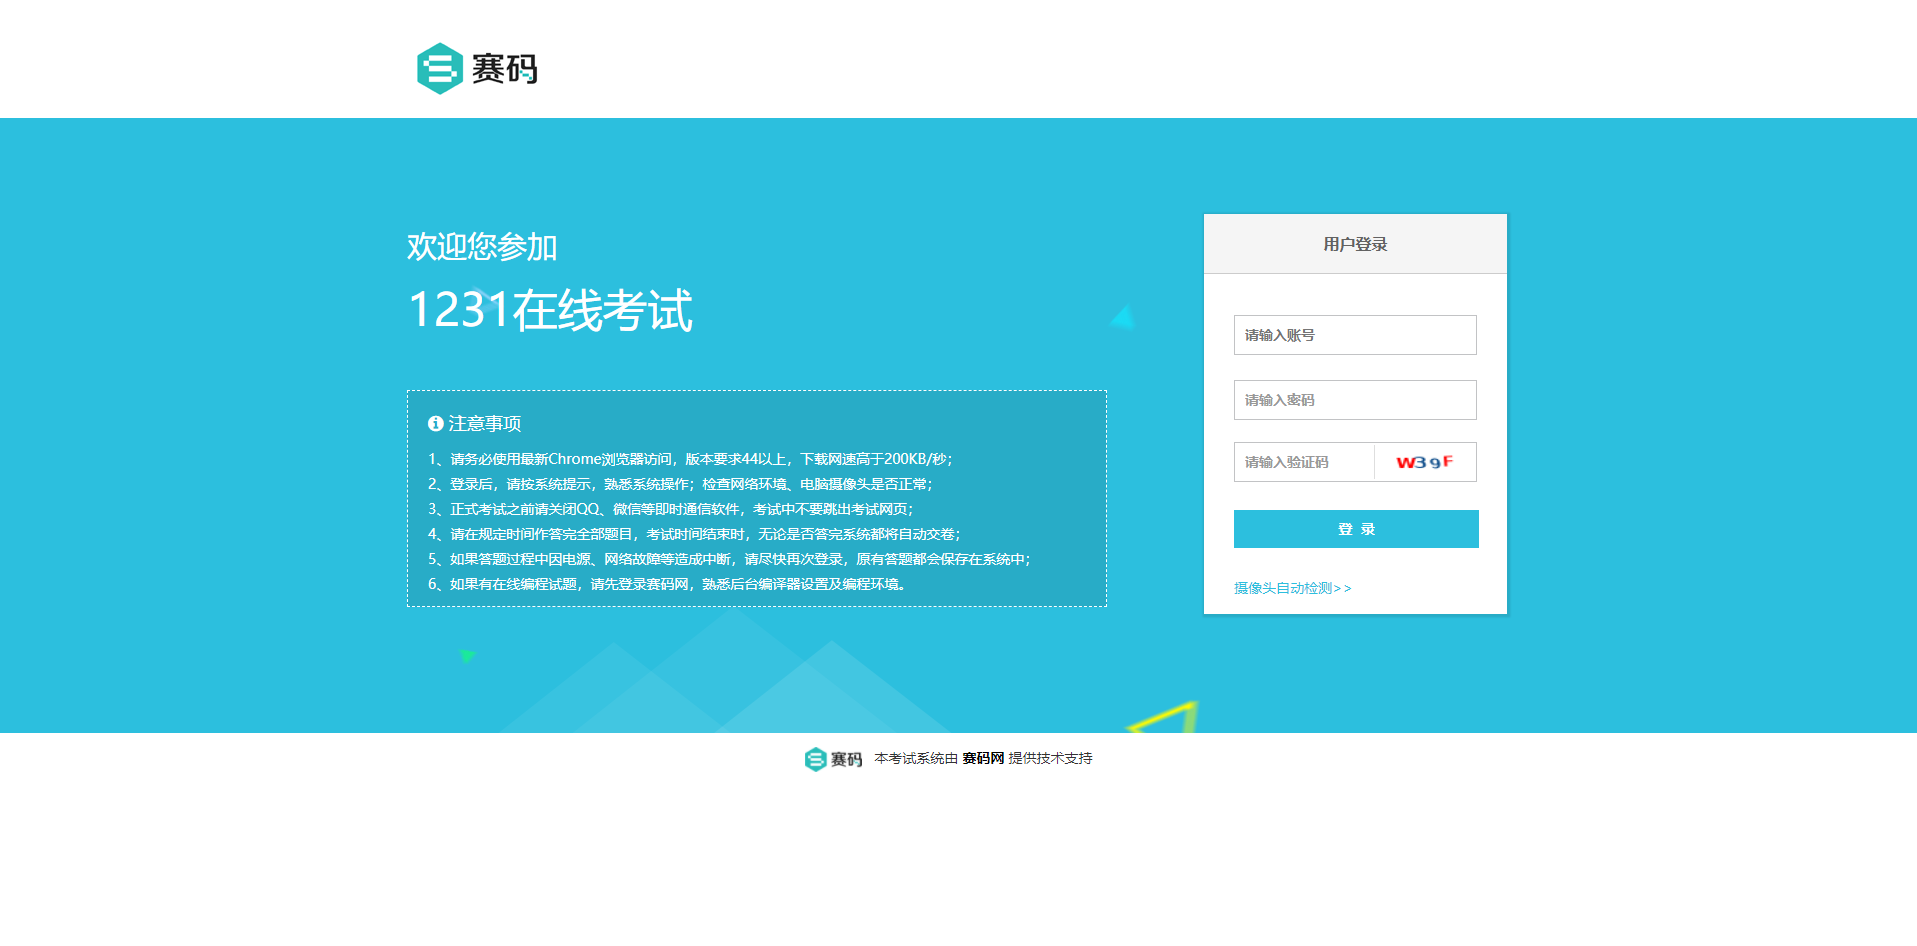 赛码
欢迎您参加
1231在线考试
注意事项
1、请务必使用最新Chrome浏览器访问，版本要求44以上，下载网速高于200KB/秒；
2、登录后，请按系统提示，熟悉系统操作；检查网络环境、电脑摄像头是否正常；
3、正式考试之前请关闭QQ、微信等即时通信软件，考试中不要跳出考试网页；
4、请在规定时间作答完全部题目，考试时间结束时，无论是否答完系统都将自动交卷；
5、如果答题过程中因电源、网络故障等造成中断，请尽快再次登录，原有答题都会保存在系统中；
6、如果有在线编程试题，请先登录赛码网，熟悉后台编译器设置及编程环境。
用户登录
请输入账号
请输入密码
请输入验证码 W39F
登 录
摄像头自动检测>>
赛码 本考试系统由 赛码网 提供技术支持